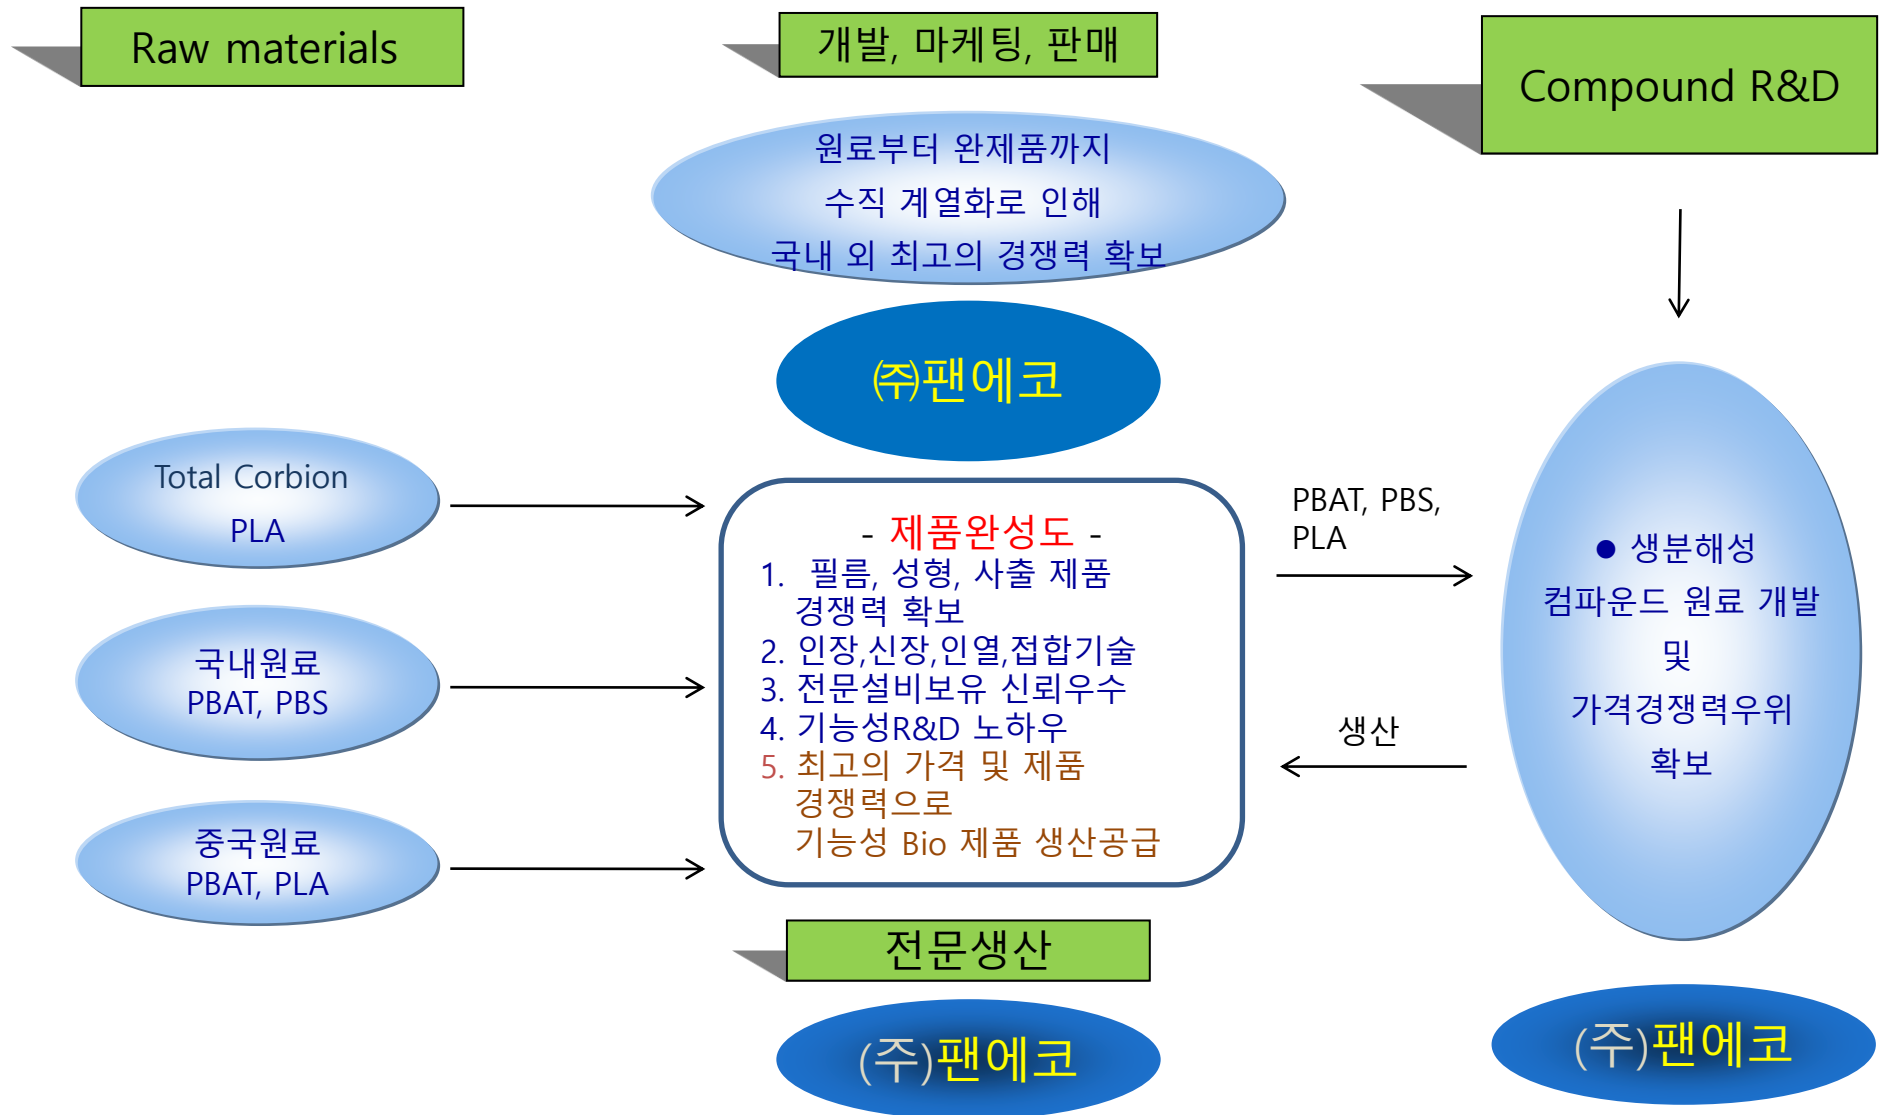 Raw materials
개발, 마케팅, 판매
Compound R&D
원료부터 완제품까지
수직 계열화로 인해
국내 외 최고의 경쟁력 확보
㈜팬에코
Total Corbion
PLA
국내원료
PBAT, PBS
중국원료
PBAT, PLA
- 제품완성도 -
1. 필름, 성형, 사출 제품
경쟁력 확보
2. 인장,신장,인열,접합기술
3. 전문설비보유 신뢰우수
4. 기능성R&D 노하우
5. 최고의 가격 및 제품
경쟁력으로
기능성 Bio 제품 생산공급
PBAT, PBS,
PLA
생산
● 생분해성
컴파운드 원료 개발
및
가격경쟁력우위
확보
전문생산
(주)팬에코
(주)팬에코